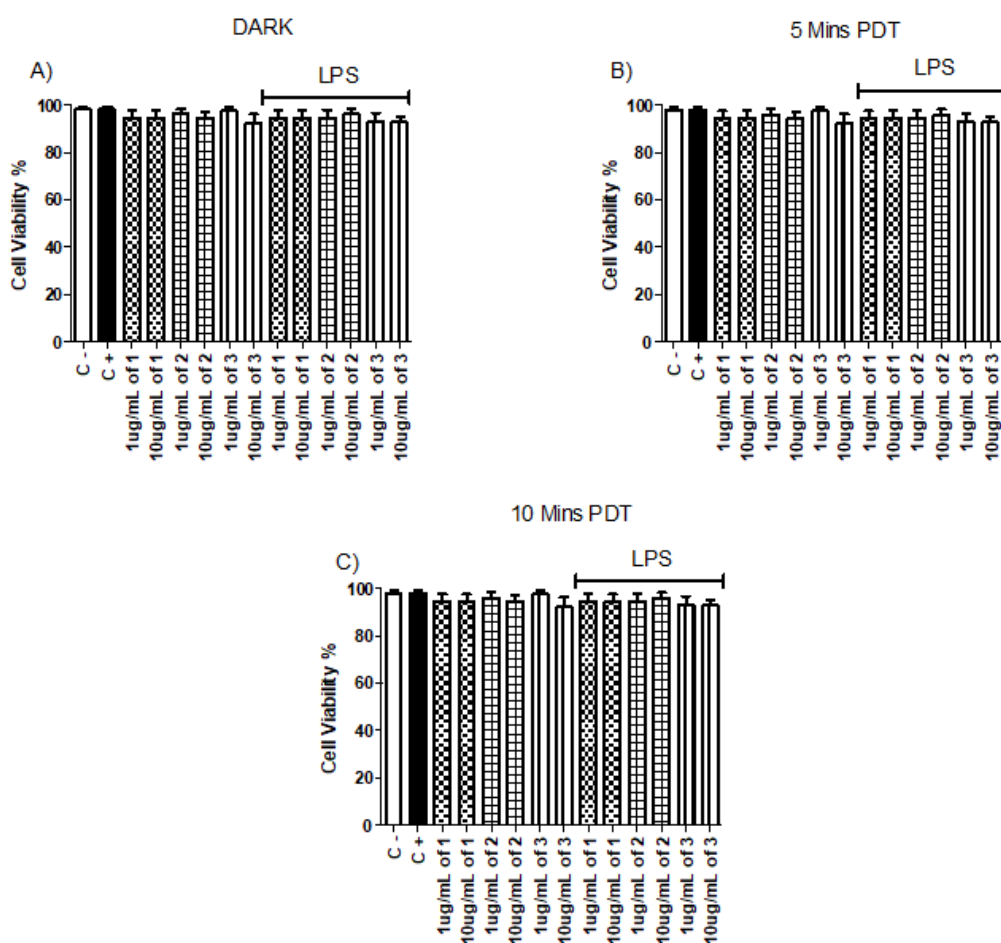 DARK
A)
LPS
Cell Viability %
100
80
60
40
20
0
C -
C +
1ug/mL of 1
10ug/mL of 1
1ug/mL of 2
10ug/mL of 2
1ug/mL of 3
10ug/mL of 3
1ug/mL of 1
10ug/mL of 1
1ug/mL of 2
10ug/mL of 2
1ug/mL of 3
10ug/mL of 3
5 Mins PDT
B)
LPS
Cell Viability %
100
80
60
40
20
0
C -
C +
1ug/mL of 1
10ug/mL of 1
1ug/mL of 2
10ug/mL of 2
1ug/mL of 3
10ug/mL of 3
1ug/mL of 1
10ug/mL of 1
1ug/mL of 2
10ug/mL of 2
1ug/mL of 3
10ug/mL of 3
10 Mins PDT
C)
LPS
Cell Viability %
100
80
60
40
20
0
C -
C +
1ug/mL of 1
10ug/mL of 1
1ug/mL of 2
10ug/mL of 2
1ug/mL of 3
10ug/mL of 3
1ug/mL of 1
10ug/mL of 1
1ug/mL of 2
10ug/mL of 2
1ug/mL of 3
10ug/mL of 3